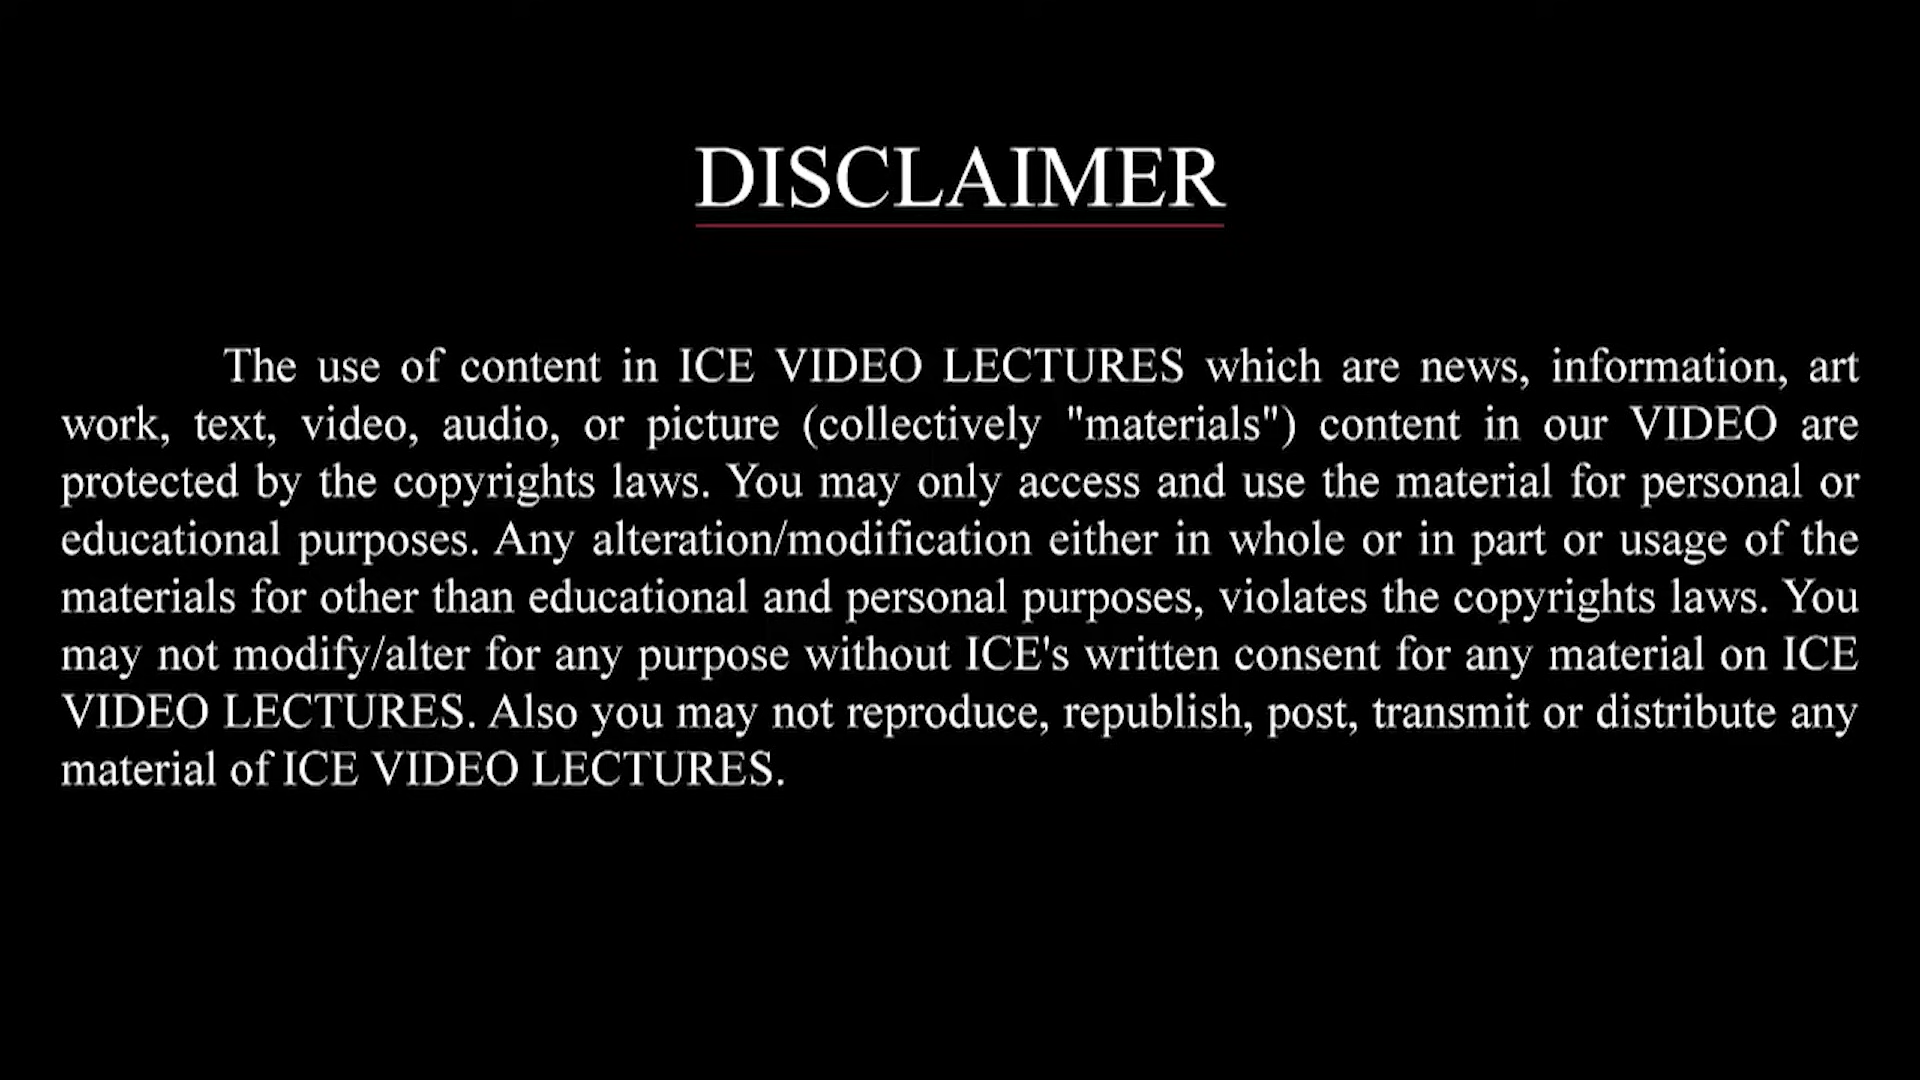 DISCLAIMER
The use of content in ICE VIDEO LECTURES which are news, information, art
work, text, video, audio, or picture (collectively "materials") content in our VIDEO are
protected by the copyrights laws. You may only access and use the material for personal or
educational purposes. Any alteration/modification either in whole or in part or usage of the
materials for other than educational and personal purposes, violates the copyrights laws. You
may not modify/alter for any purpose without ICE's written consent for any material on ICE
VIDEO LECTURES. Also you may not reproduce, republish, post, transmit or distribute any
material of ICE VIDEO LECTURES.